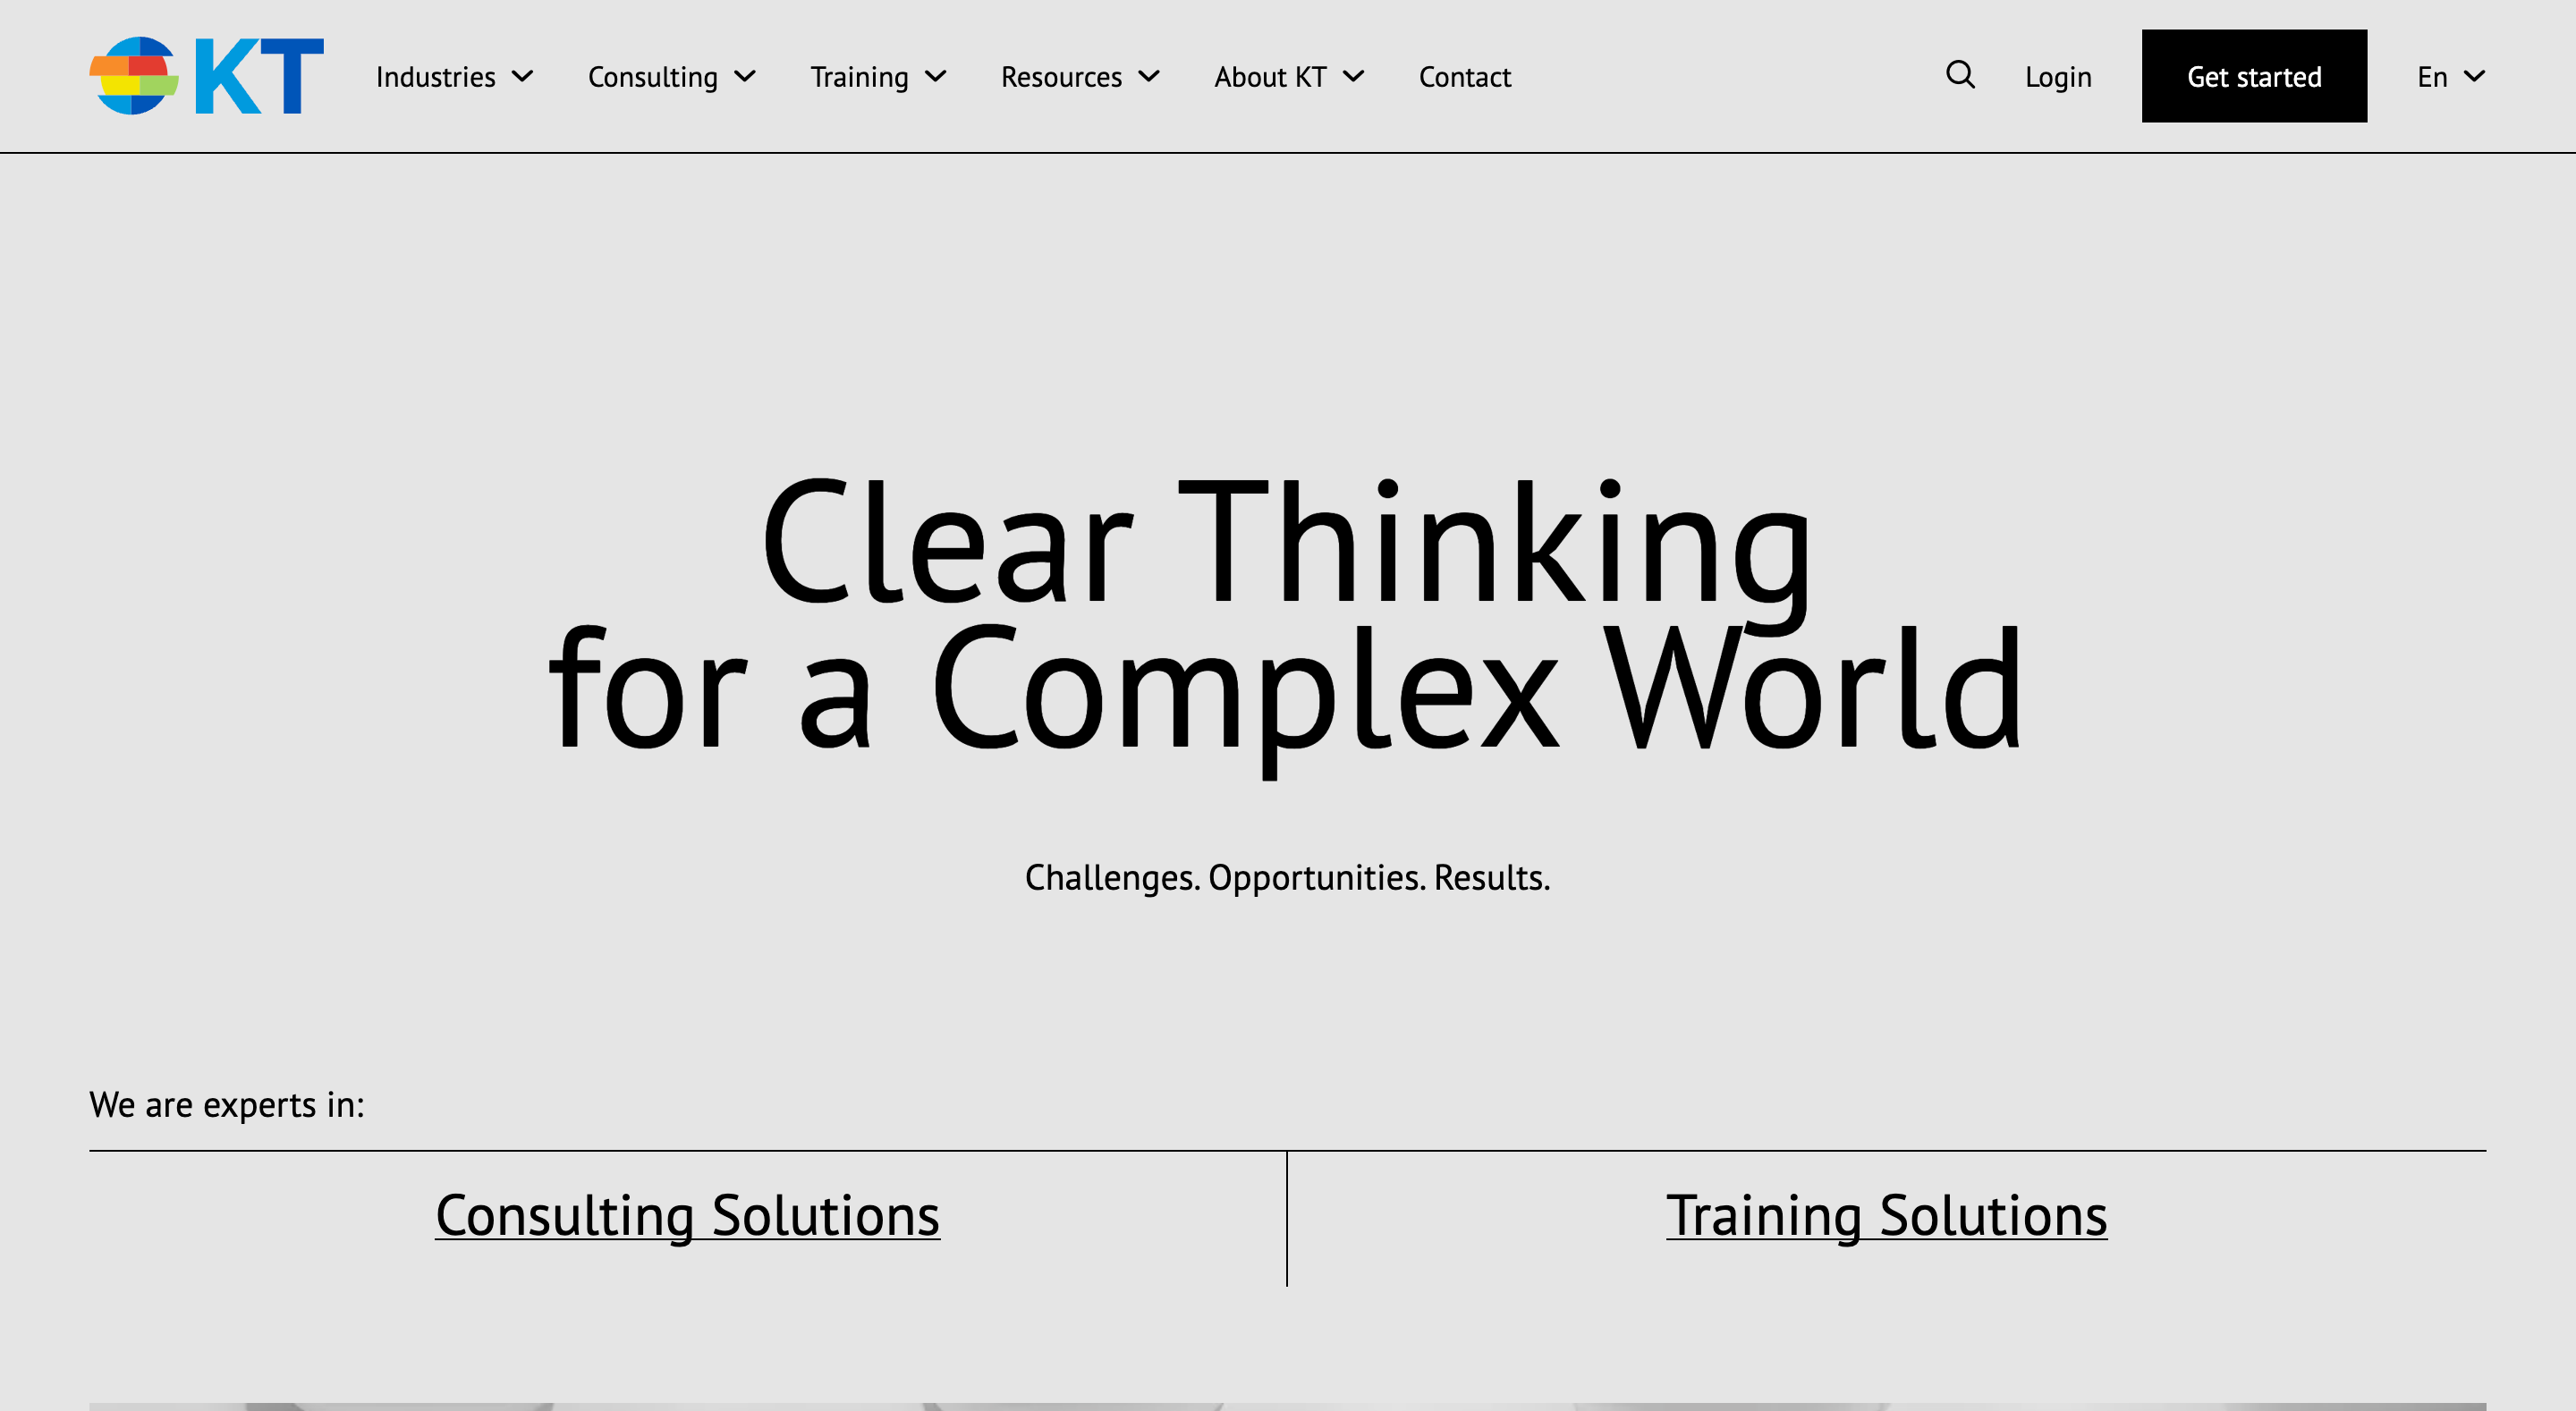 KT
Industries
Consulting
Training
Resources
About KT
Contact
Login
Get started
En
Clear Thinking
for a Complex World
Challenges. Opportunities. Results.
We are experts in:
Consulting Solutions
Training Solutions